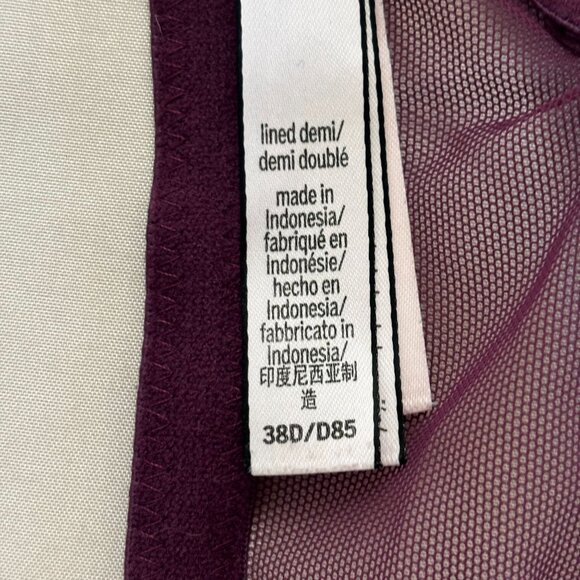 lined demi/
demi doublé
made in
Indonesia/
fabriqué en
Indonésie/
hecho en
Indonesia/
fabbricato in
Indonesia/
印度尼西亚制
造
38D/D85